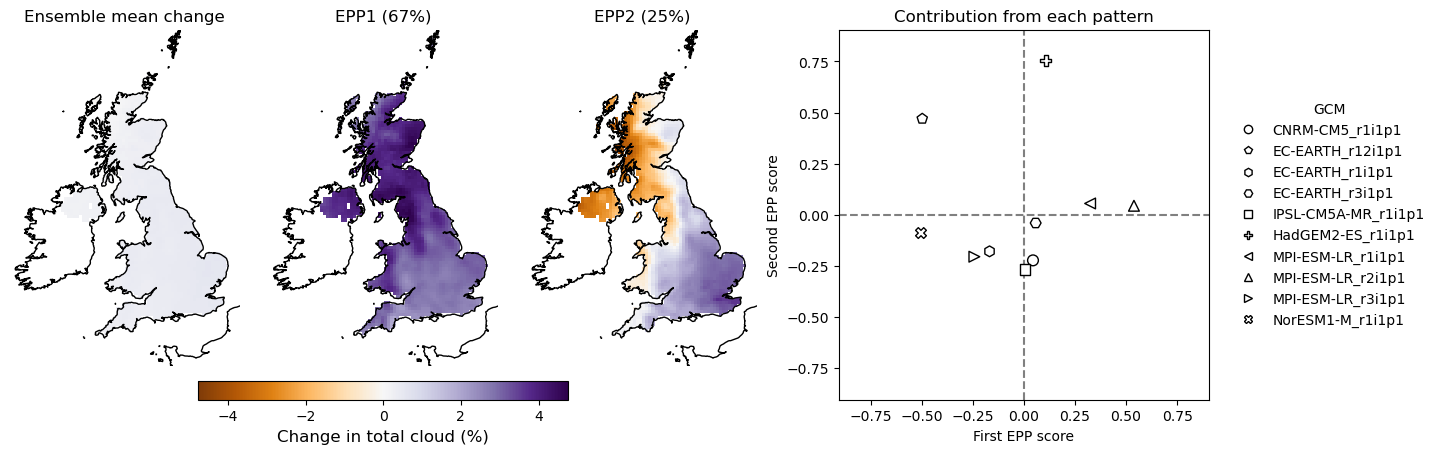 Ensemble mean change
EPP1 (67%)
EPP2 (25%)
Contribution from each pattern
−4
−2
0
2
4
Change in total cloud (%)
Second EPP score
0.75
0.50
0.25
0.00
−0.25
−0.50
−0.75
−0.75
−0.50
−0.25
0.00
0.25
0.50
0.75
First EPP score
GCM
CNRM-CM5_r1i1p1
EC-EARTH_r12i1p1
EC-EARTH_r1i1p1
EC-EARTH_r3i1p1
IPSL-CM5A-MR_r1i1p1
HadGEM2-ES_r1i1p1
MPI-ESM-LR_r1i1p1
MPI-ESM-LR_r2i1p1
MPI-ESM-LR_r3i1p1
NorESM1-M_r1i1p1